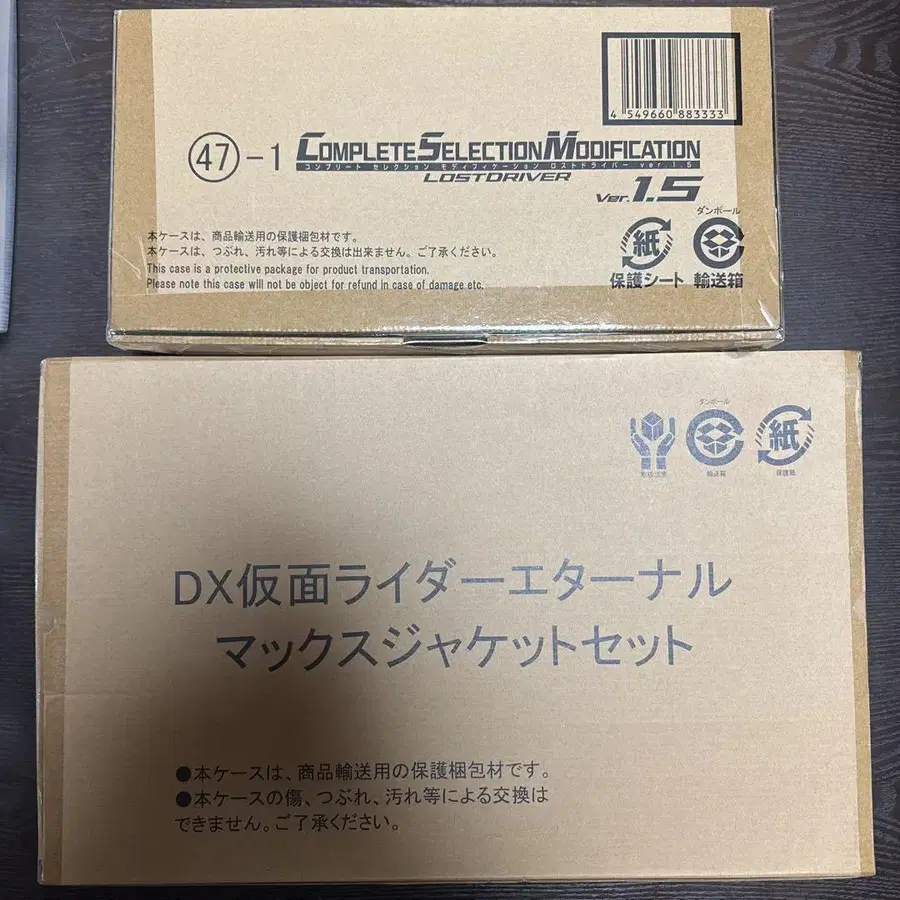 4 549660 883333
㊼-1 COMPLETE SELECTION MODIFICATION
コンプリート セレクション モディフィケーション ロストドライバー ver.1.5
LOSTDRIVER
Ver.1.5
本ケースは、商品輸送用の保護梱包材です。
本ケースは、つぶれ、汚れ等による交換は出来ません。ご了承ください。
This case is a protective package for product transportation.
Please note this case will not be object for refund in case of damage etc.
紙
保護シート
ダンボール
輸送箱
取扱注意
ダンボール
輸送箱
紙
保護紙
DX仮面ライダーエターナル
マックスジャケットセット
●本ケースは、商品輸送用の保護梱包材です。
●本ケースの傷、つぶれ、汚れ等による交換は
できません。ご了承ください。